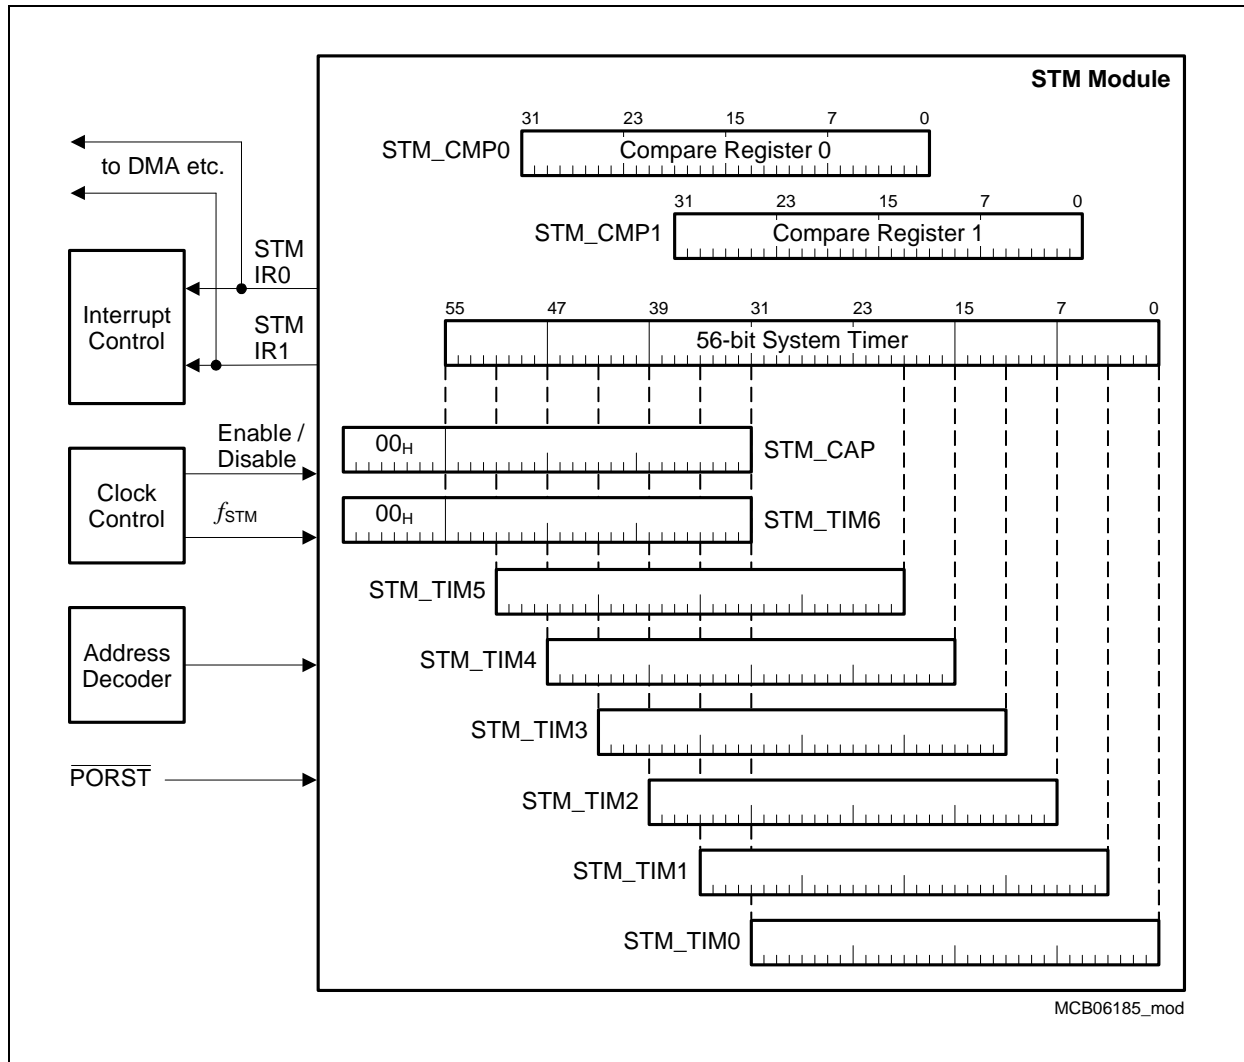 STM Module
31 23 15 7 0
STM_CMP0 Compare Register 0
to DMA etc.
31 23 15 7 0
STM_CMP1 Compare Register 1
STM
IR0
Interrupt
Control
STM
IR1
55 47 39 31 23 15 7 0
56-bit System Timer
Enable /
Disable
00H STM_CAP
Clock
Control
fSTM
00H STM_TIM6
STM_TIM5
Address
Decoder
STM_TIM4
STM_TIM3
PORST
STM_TIM2
STM_TIM1
STM_TIM0
MCB06185_mod